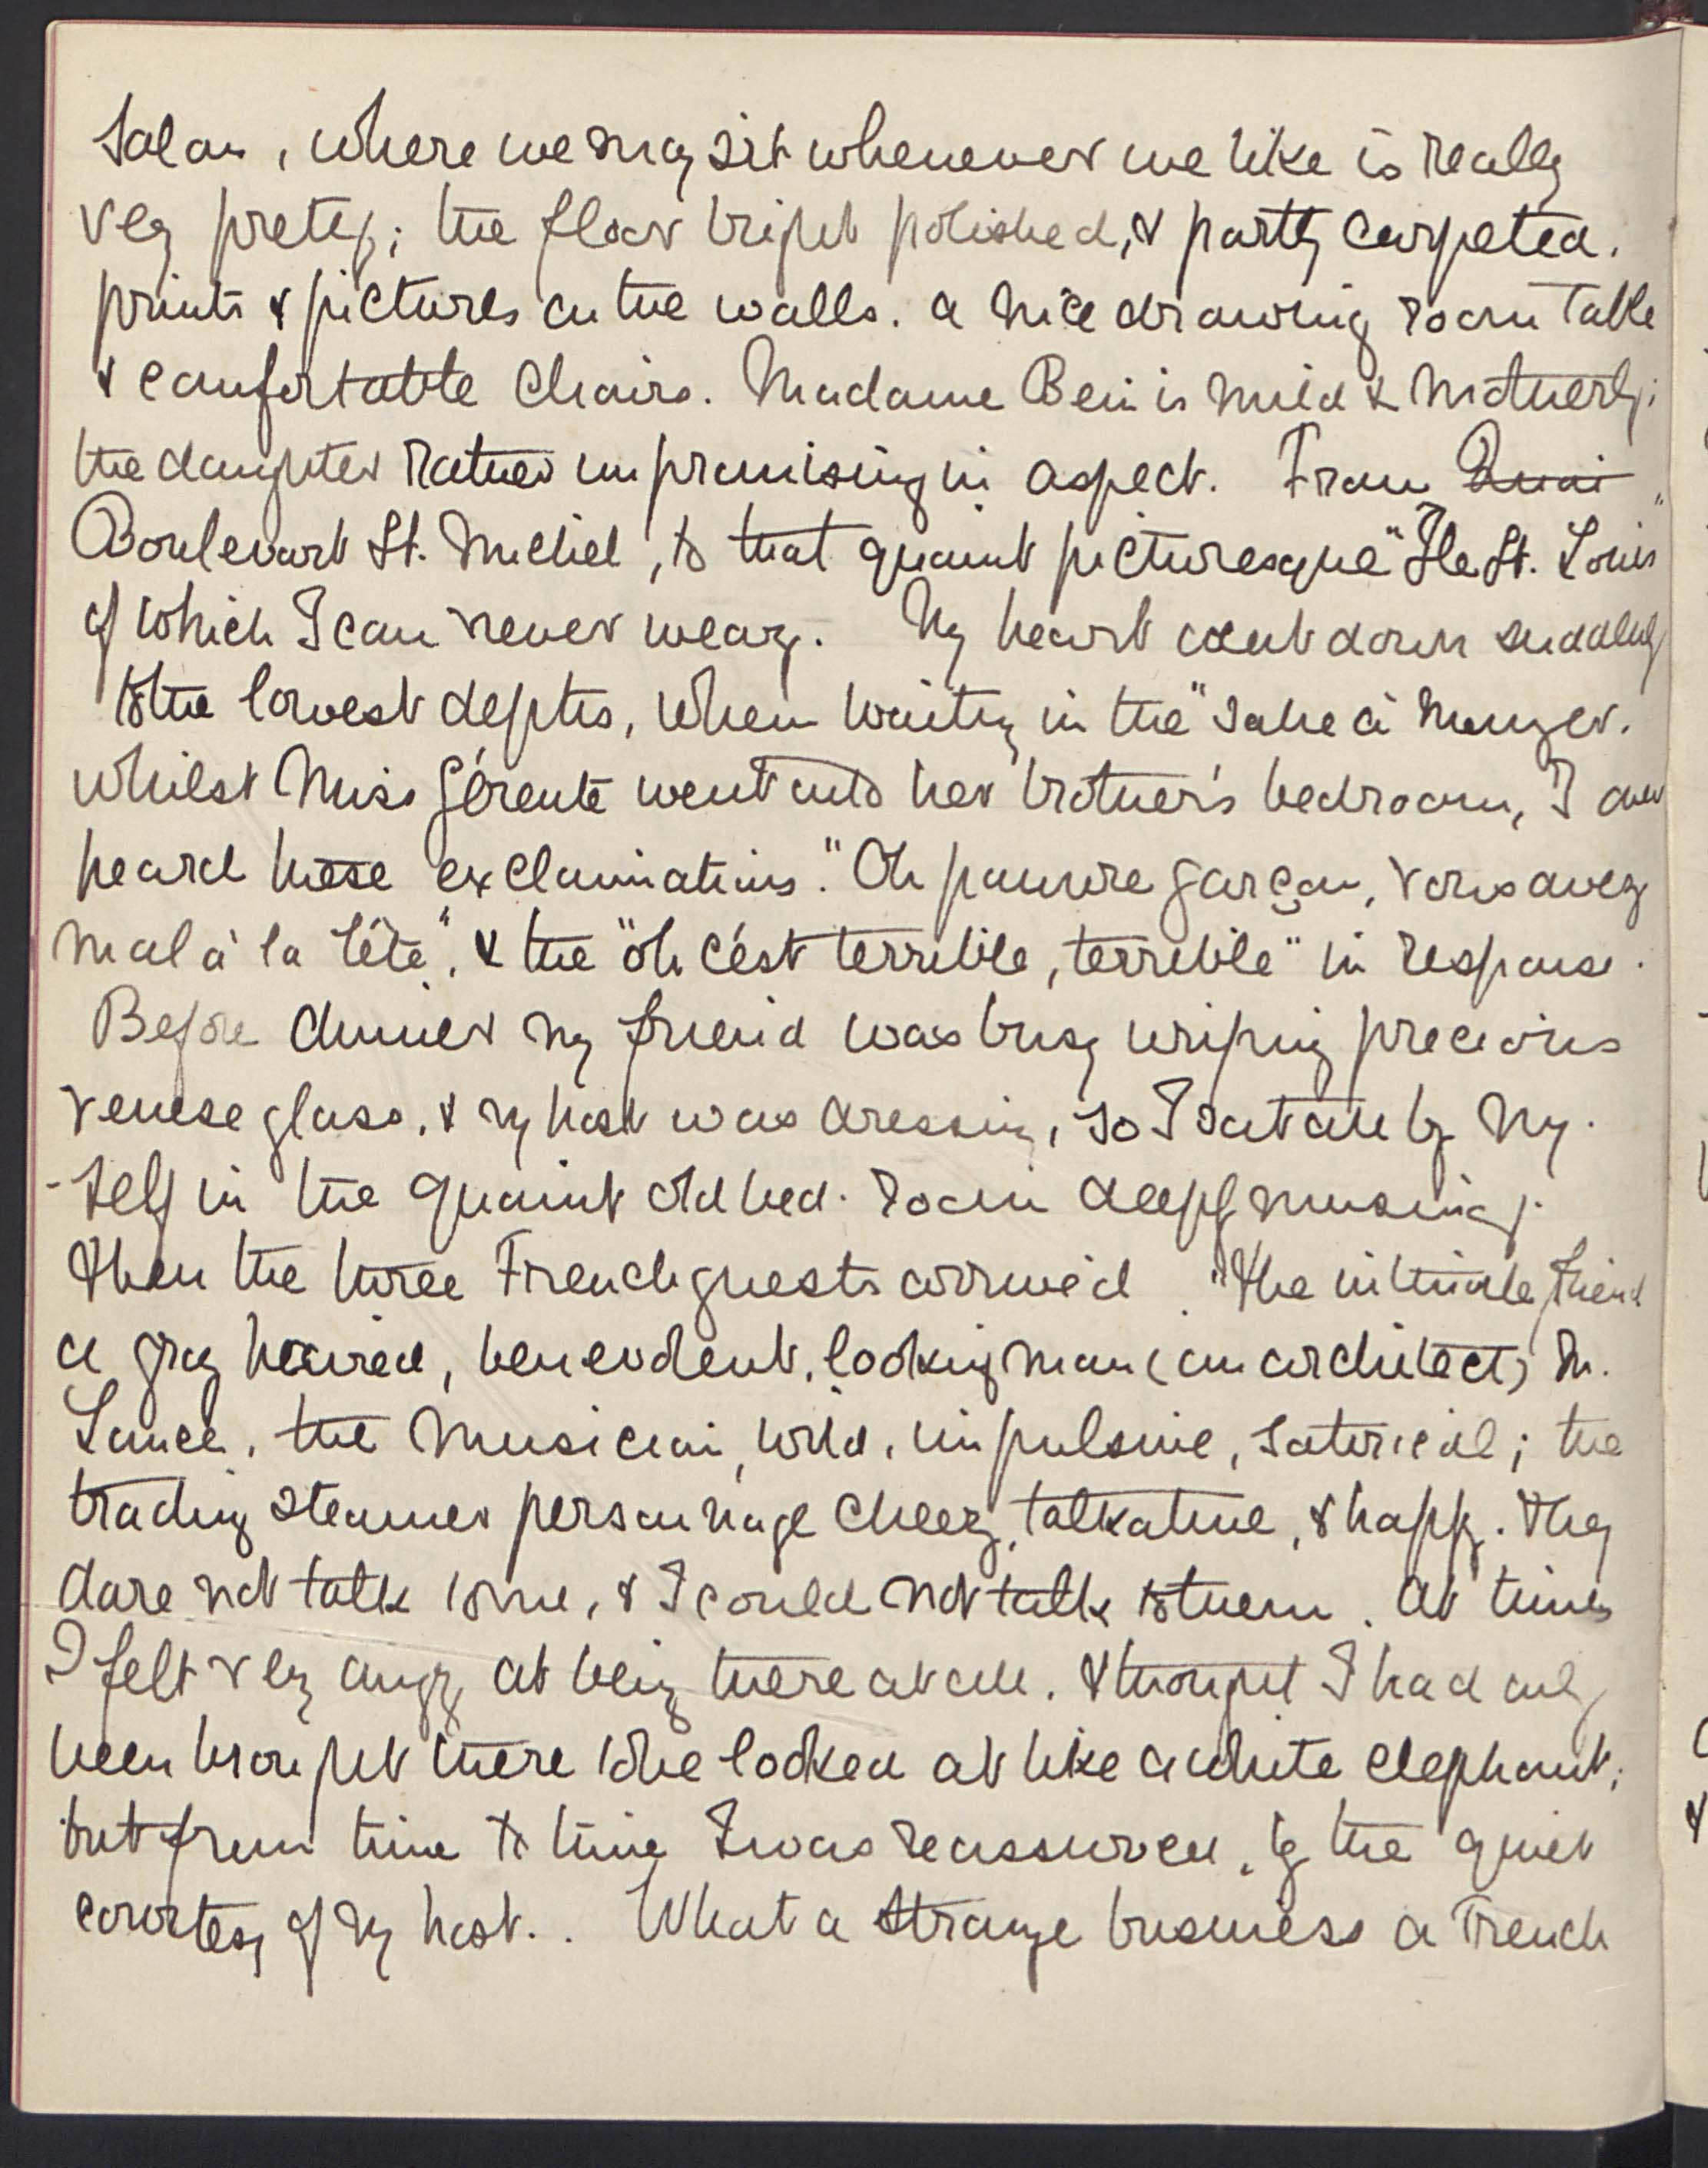 Salon, where we may sit whenever we like is really
very pretty; the floor bright polished, & partly carpeted.
prints & pictures on the walls. a nice drawing room table
& comfortable chairs. Madame Bein is mild & motherly;
the daughter rather unpromising in aspect. From Quai
Boulevart St. Michel, to that quaint picturesque "Ile St. Louis"
of which I can never weary. My heart went down suddenly
to the lowest depths, when waiting in the "salle à manger.
whilst Miss Gérente went into her brother's bedroom, I over
heard these exclamations. "Oh pauvre garçon, vous avez
mal à la tête", & the "oh c'est terrible, terrible" in response.
Before dinner my friend was busy wiping precious
venise glass, & my host was dressing, so I sat all by my-
-self in the quaint old bed-room deeply musing.
Then the three French guests arrived. "The intimate friend
a gray haired, benevolent, looking man (an architect) M.
Lance, the musician, wild, impulsive, satirical; the
trading steamer personnage cheery, talkative, & happy. They
dare not talk to me, & I could not talk to them. At times
I felt very angry at being there at all. & thought I had only
been brought there to be looked at like a white elephant;
but from time to time I was reassured, by the quiet
courtesy of my host.. What a strange business a French